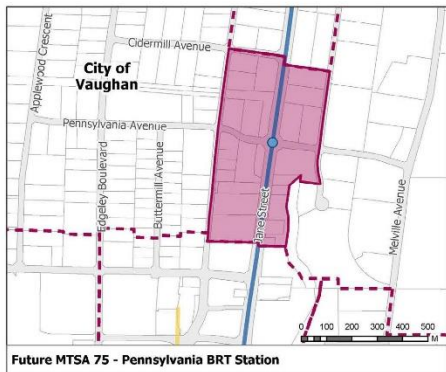 Cidermill Avenue
Applewood Crescent
City of
Vaughan
Pennsylvania Avenue
Edgeley Boulevard
Buttermill Avenue
Jane Street
Melville Avenue
0 100 200 300 400 500
M
Future MTSA 75 - Pennsylvania BRT Station